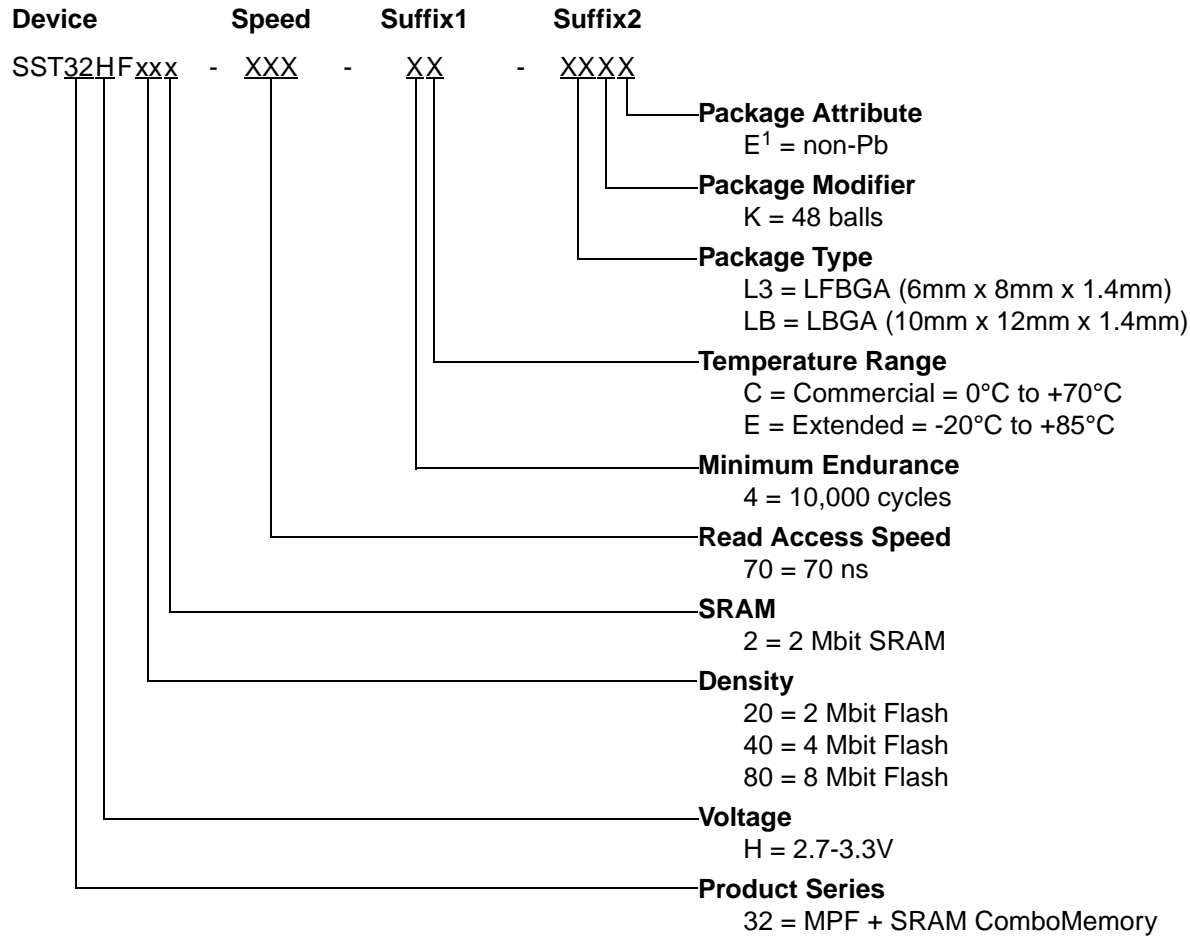 Device Speed Suffix1 Suffix2
SST32HFxxx - XXX - XX - XXXX
Package Attribute
E1 = non-Pb
Package Modifier
K = 48 balls
Package Type
L3 = LFBGA (6mm x 8mm x 1.4mm)
LB = LBGA (10mm x 12mm x 1.4mm)
Temperature Range
C = Commercial = 0°C to +70°C
E = Extended = -20°C to +85°C
Minimum Endurance
4 = 10,000 cycles
Read Access Speed
70 = 70 ns
SRAM
2 = 2 Mbit SRAM
Density
20 = 2 Mbit Flash
40 = 4 Mbit Flash
80 = 8 Mbit Flash
Voltage
H = 2.7-3.3V
Product Series
32 = MPF + SRAM ComboMemory